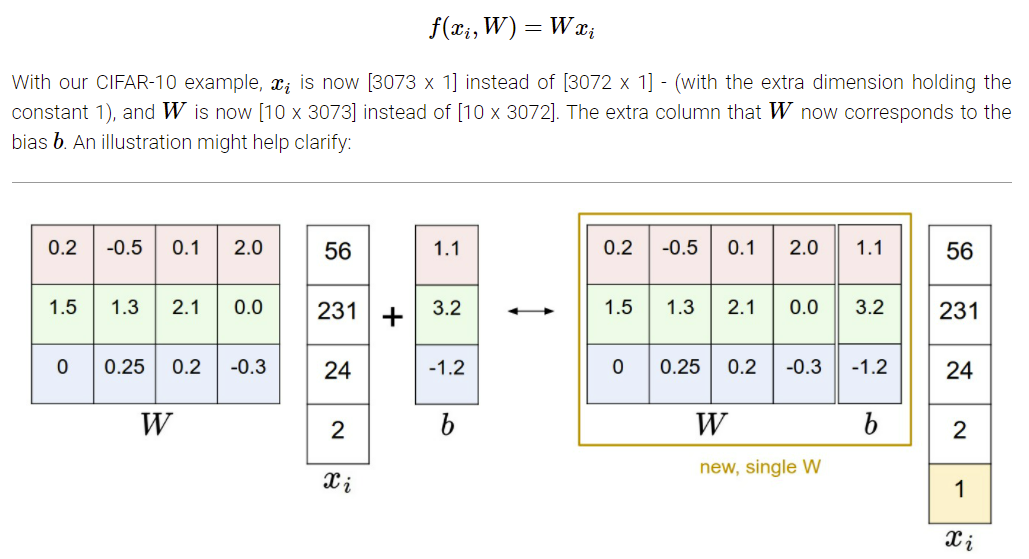 f(xᵢ, W) = Wxᵢ
With our CIFAR-10 example, xᵢ is now [3073 x 1] instead of [3072 x 1] - (with the extra dimension holding the
constant 1), and W is now [10 x 3073] instead of [10 x 3072]. The extra column that W now corresponds to the
bias b. An illustration might help clarify:
0.2 -0.5 0.1 2.0 56 1.1 0.2 -0.5 0.1 2.0 1.1 56
1.5 1.3 2.1 0.0 231 + 3.2 ↔ 1.5 1.3 2.1 0.0 3.2 231
0 0.25 0.2 -0.3 24 -1.2 0 0.25 0.2 -0.3 -1.2 24
W 2 b W b 2
xᵢ new, single W 1
xᵢ